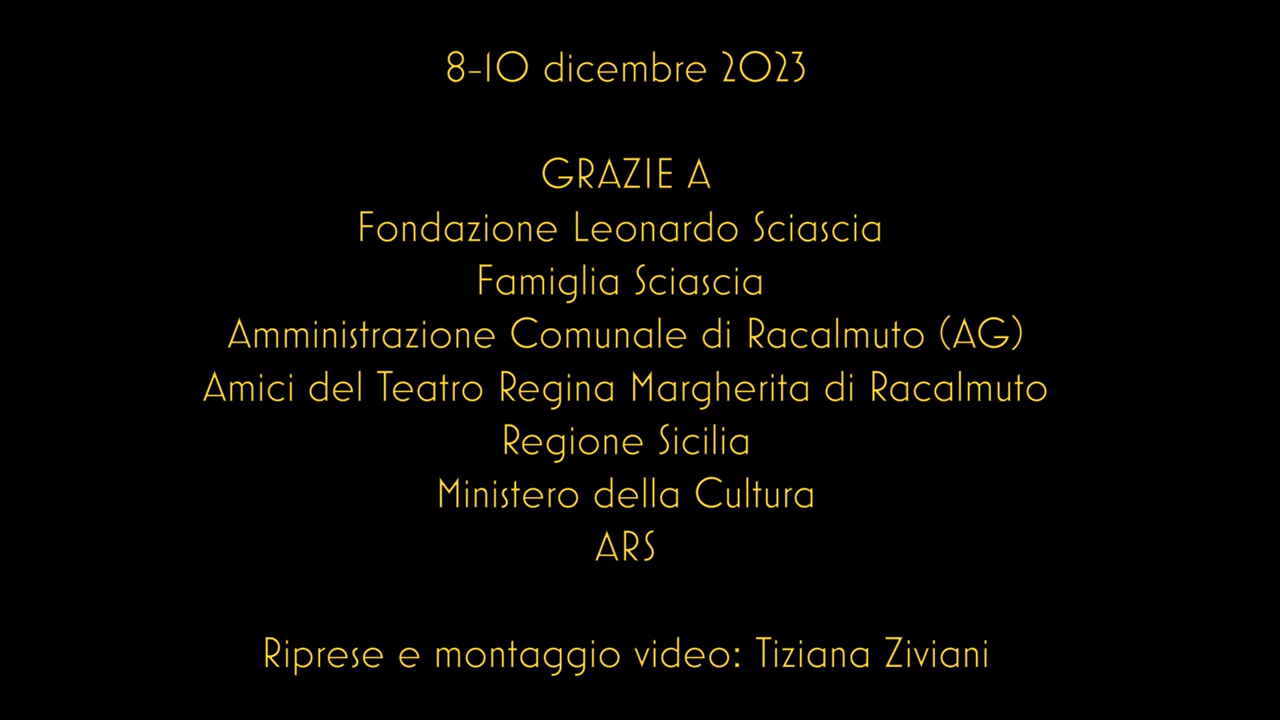 8-10 dicembre 2023
GRAZIE A
Fondazione Leonardo Sciascia
Famiglia Sciascia
Amministrazione Comunale di Racalmuto (AG)
Amici del Teatro Regina Margherita di Racalmuto
Regione Sicilia
Ministero della Cultura
ARS
Riprese e montaggio video: Tiziana Ziviani